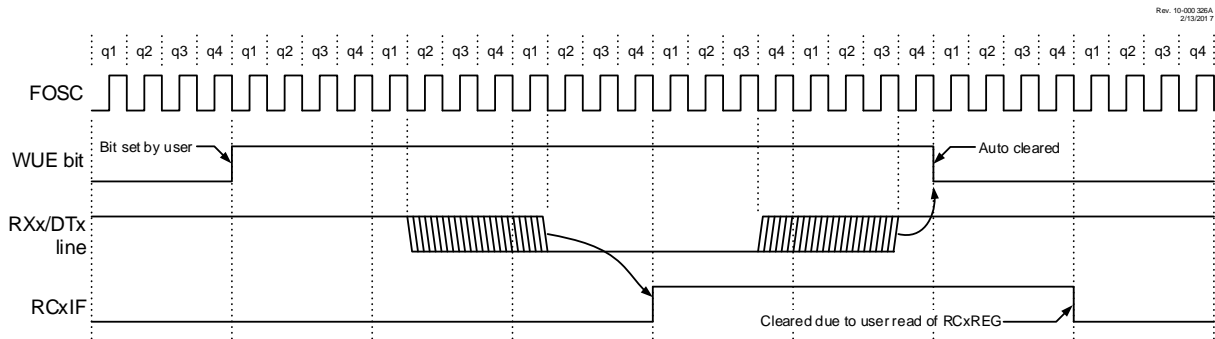 Rev. 10-000 326A
2/13/2017
q1 q2 q3 q4 q1 q2 q3 q4 q1 q2 q3 q4 q1 q2 q3 q4 q1 q2 q3 q4 q1 q2 q3 q4 q1 q2 q3 q4 q1 q2 q3 q4
FOSC
WUE bit
Bit set by user
Auto cleared
RXx/DTx
line
RCxIF
Cleared due to user read of RCxREG